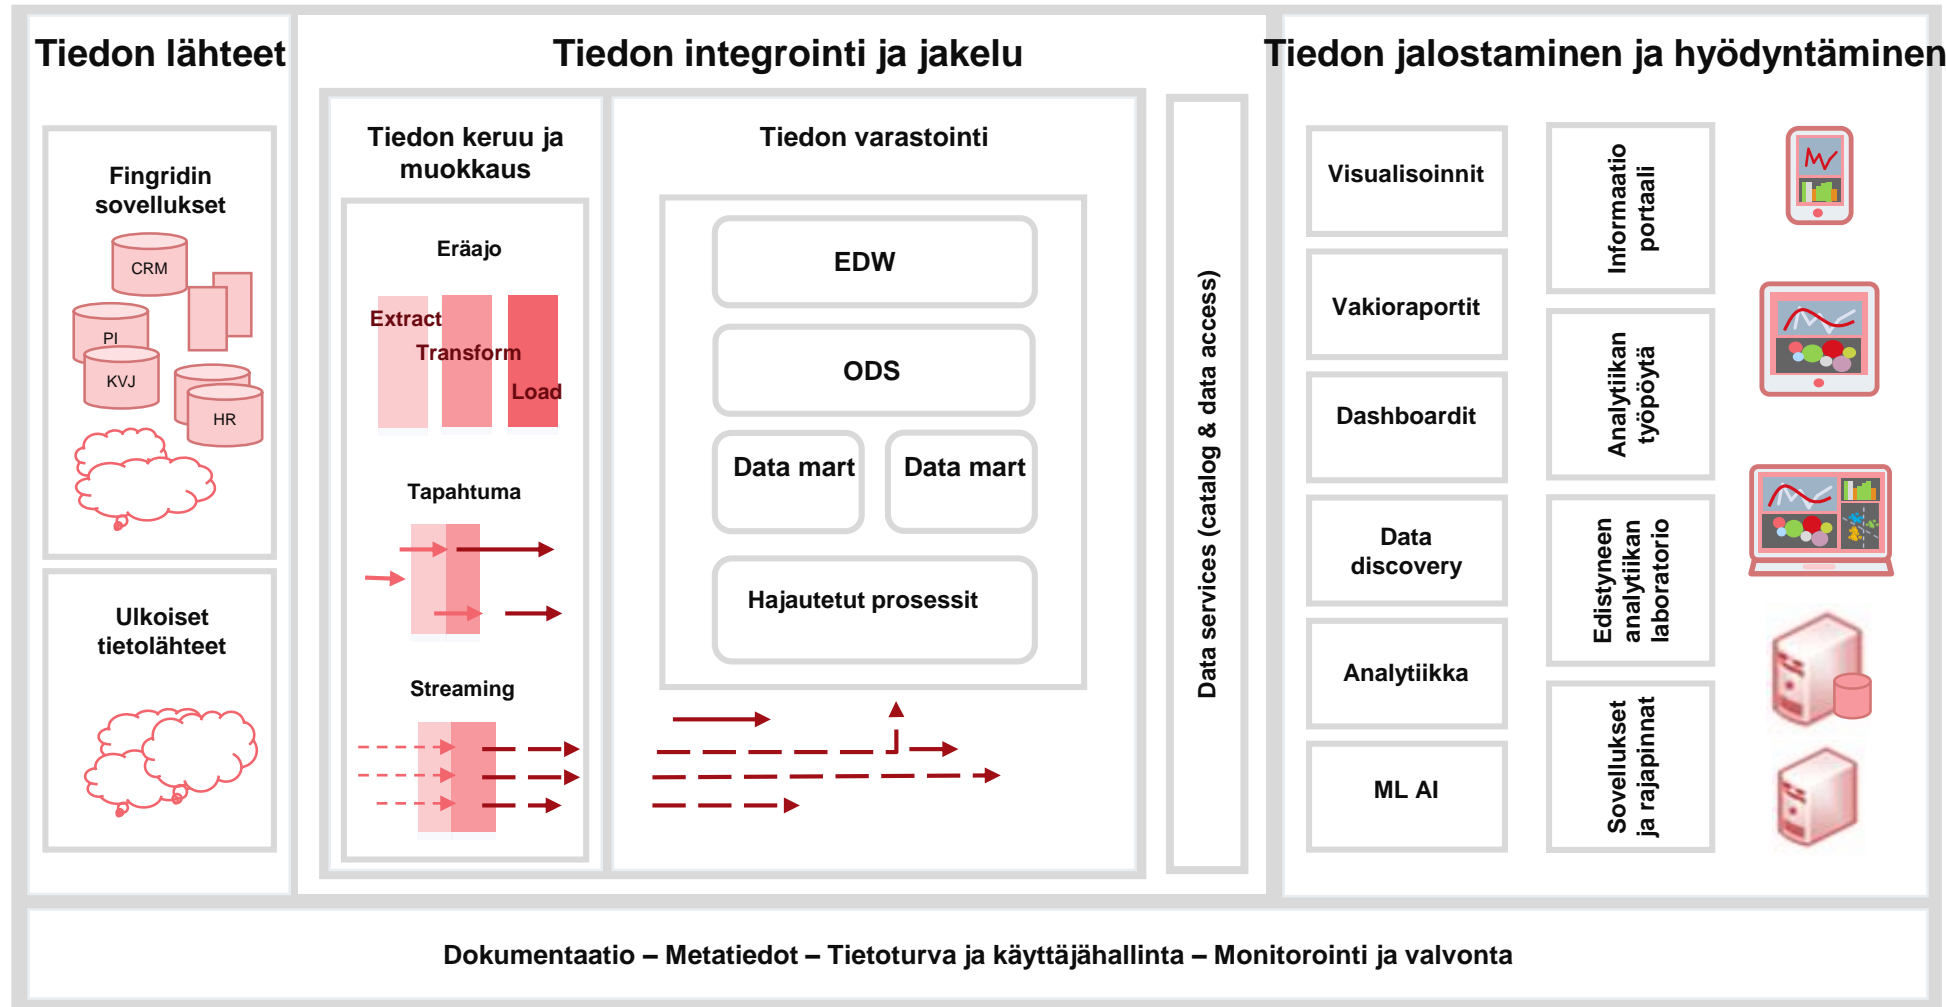 Tiedon lähteet
Fingridin
sovellukset
CRM
PI
KVJ
HR
Ulkoiset
tietolähteet
Tiedon integrointi ja jakelu
Tiedon keruu ja
muokkaus
Eräajo
Extract
Transform
Load
Tapahtuma
Streaming
Tiedon varastointi
EDW
ODS
Data mart
Data mart
Hajautetut prosessit
Data services (catalog & data access)
Tiedon jalostaminen ja hyödyntäminen
Visualisoinnit
Vakioraportit
Dashboardit
Data
discovery
Analytiikka
ML AI
Informaatio
portaali
Analytiikan
työpöytä
Edistyneen
analytiikan
laboratorio
Sovellukset
ja rajapinnat
Dokumentaatio – Metatiedot – Tietoturva ja käyttäjähallinta – Monitorointi ja valvonta